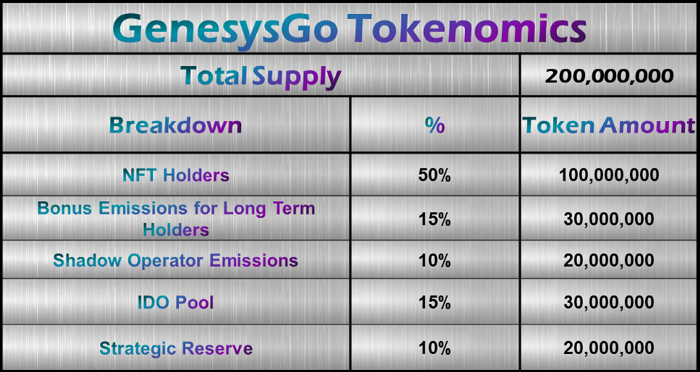 GenesysGo Tokenomics
Total Supply 200,000,000
Breakdown % Token Amount
NFT Holders 50% 100,000,000
Bonus Emissions for Long Term
Holders 15% 30,000,000
Shadow Operator Emissions 10% 20,000,000
IDO Pool 15% 30,000,000
Strategic Reserve 10% 20,000,000